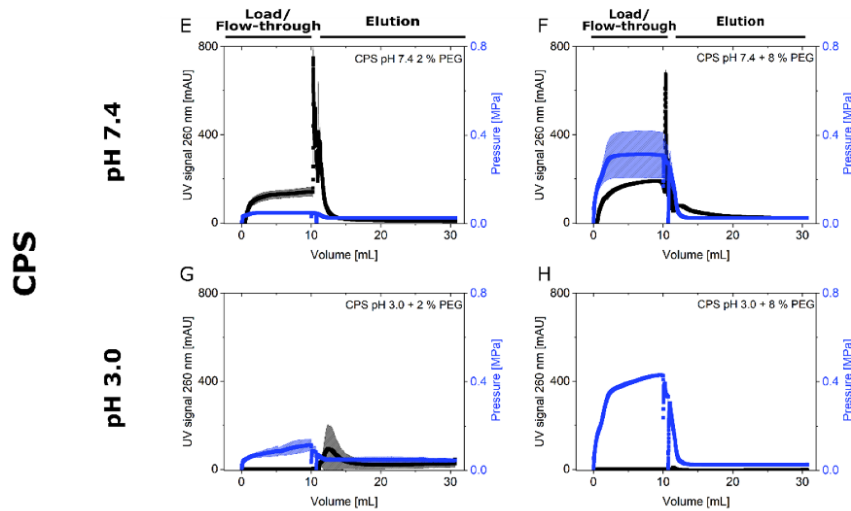 Load/
Flow-through
Elution
Load/
Flow-through
Elution
CPS
pH 7.4
E
CPS pH 7.4 2 % PEG
800
400
0
UV signal 260 nm [mAU]
0.8
0.4
0.0
Pressure [MPa]
0
10
20
30
Volume [mL]
F
CPS pH 7.4 + 8 % PEG
800
400
0
UV signal 260 nm [mAU]
0.8
0.4
0.0
Pressure [MPa]
0
10
20
30
Volume [mL]
pH 3.0
G
CPS pH 3.0 + 2 % PEG
800
400
0
UV signal 260 nm [mAU]
0.8
0.4
0.0
Pressure [MPa]
0
10
20
30
Volume [mL]
H
CPS pH 3.0 + 8 % PEG
800
400
0
UV signal 260 nm [mAU]
0.8
0.4
0.0
Pressure [MPa]
0
10
20
30
Volume [mL]